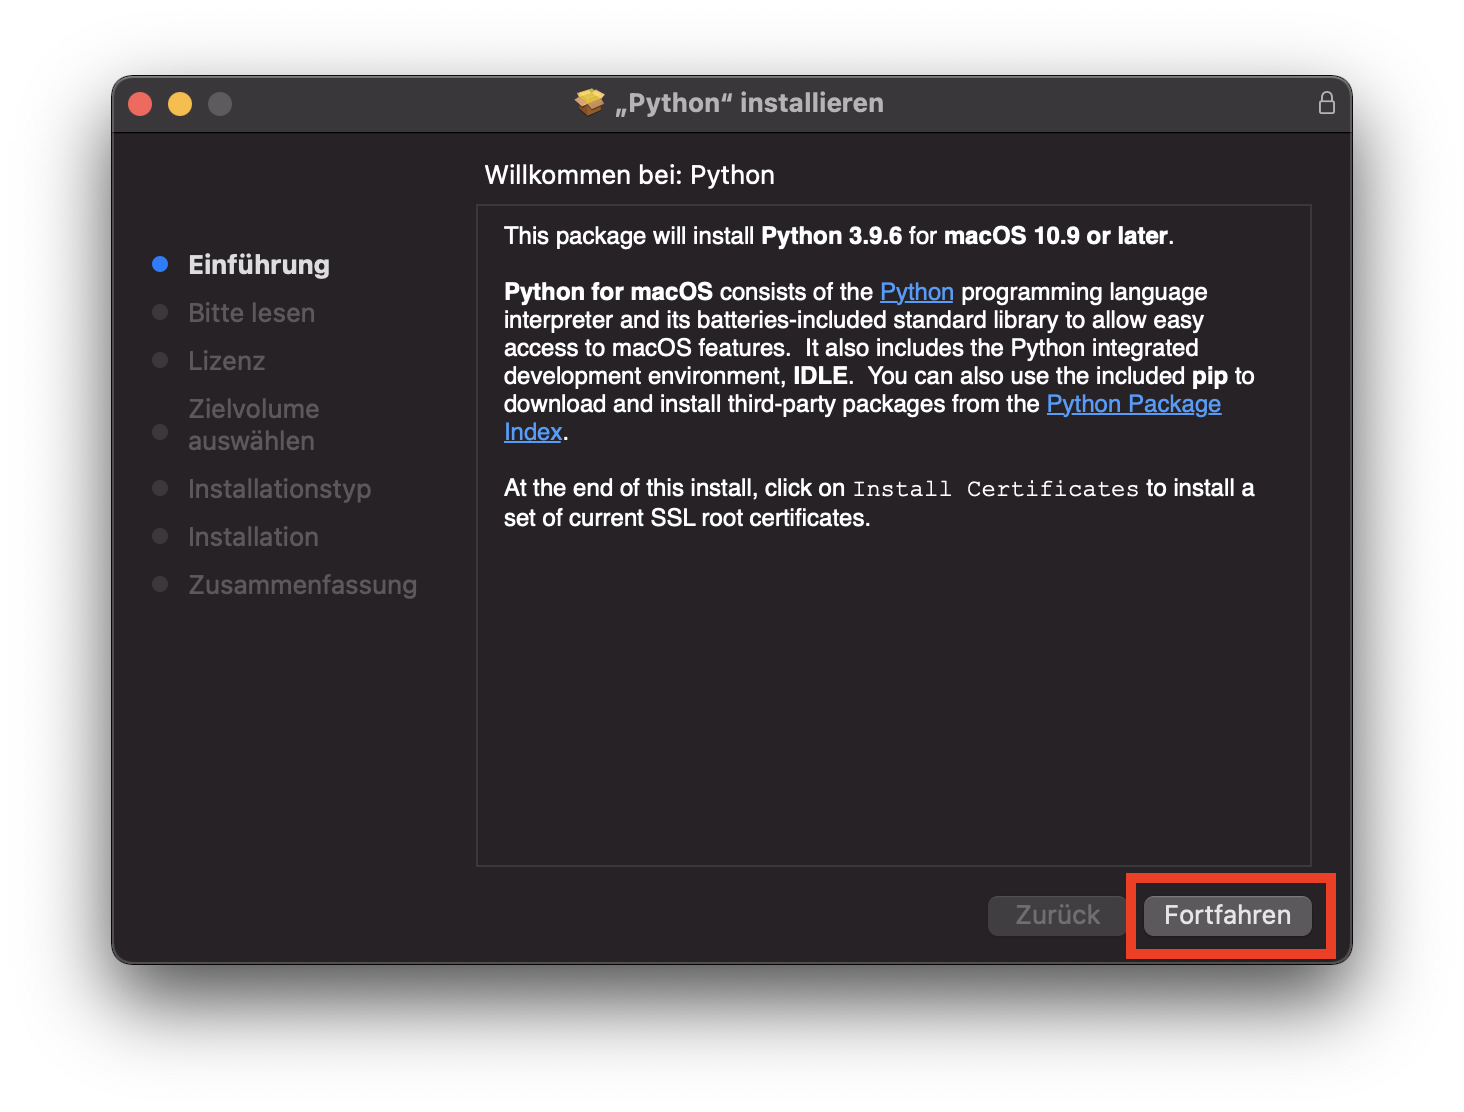 „Python“ installieren
Willkommen bei: Python
Einführung
Bitte lesen
Lizenz
Zielvolume
auswählen
Installationstyp
Installation
Zusammenfassung
This package will install Python 3.9.6 for macOS 10.9 or later.
Python for macOS consists of the Python programming language
interpreter and its batteries-included standard library to allow easy
access to macOS features.  It also includes the Python integrated
development environment, IDLE.  You can also use the included pip to
download and install third-party packages from the Python Package
Index.
At the end of this install, click on Install Certificates to install a
set of current SSL root certificates.
Zurück
Fortfahren